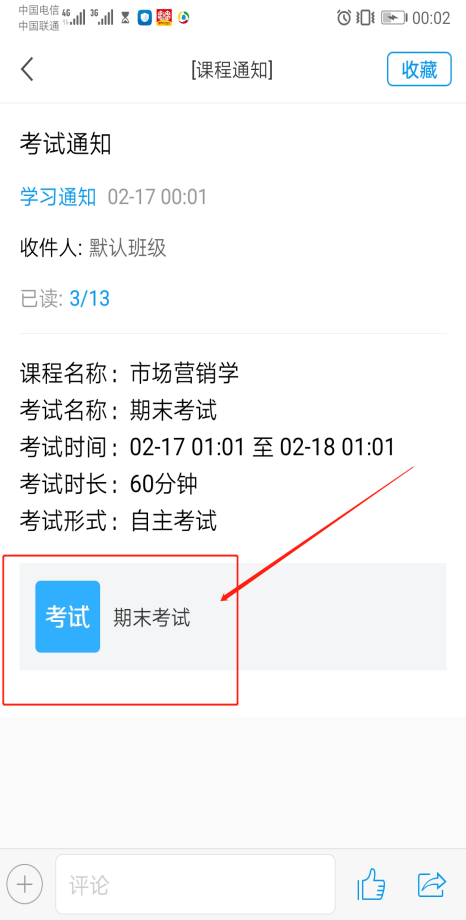 中国电信 4G 3G 00:02
中国联通
[课程通知] 收藏
考试通知
学习通知 02-17 00:01
收件人: 默认班级
已读: 3/13
课程名称: 市场营销学
考试名称: 期末考试
考试时间: 02-17 01:01 至 02-18 01:01
考试时长: 60分钟
考试形式: 自主考试
考试 期末考试
评论